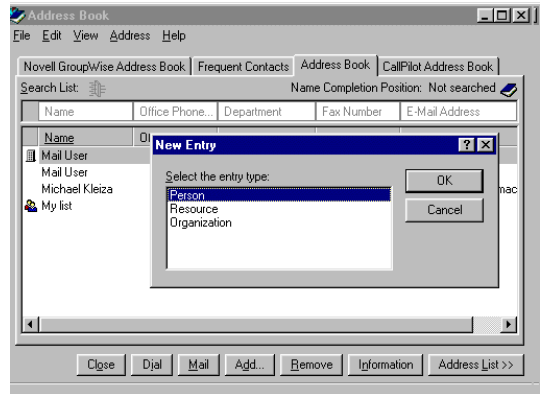 Address Book
File Edit View Address Help
Novell GroupWise Address Book Frequent Contacts Address Book CallPilot Address Book
Search List: Name Completion Position: Not searched
Name Office Phone... Department Fax Number E-Mail Address
Name
New Entry
Mail User
Mail User
Michael Kleiza
My list
Select the entry type:
Person
Resource
Organization
OK
Cancel
Close Dial Mail Add... Remove Information Address List >>